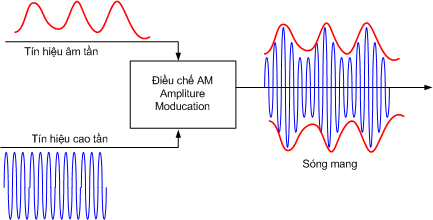 Tín hiệu âm tần
Điều chế AM
Ampliture
Moducation
Tín hiệu cao tần
Sóng mang